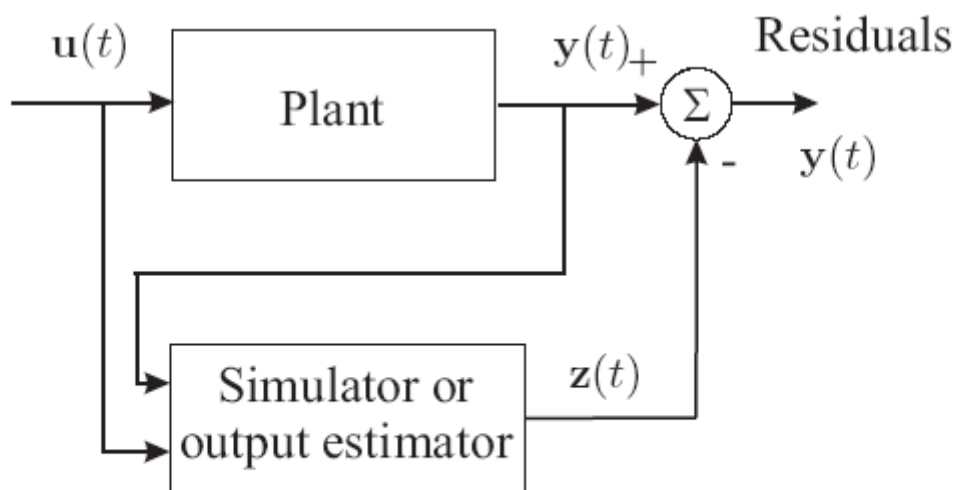 u(t)
Plant
y(t)
+
Σ
Residuals
-
y(t)
Simulator or
output estimator
z(t)